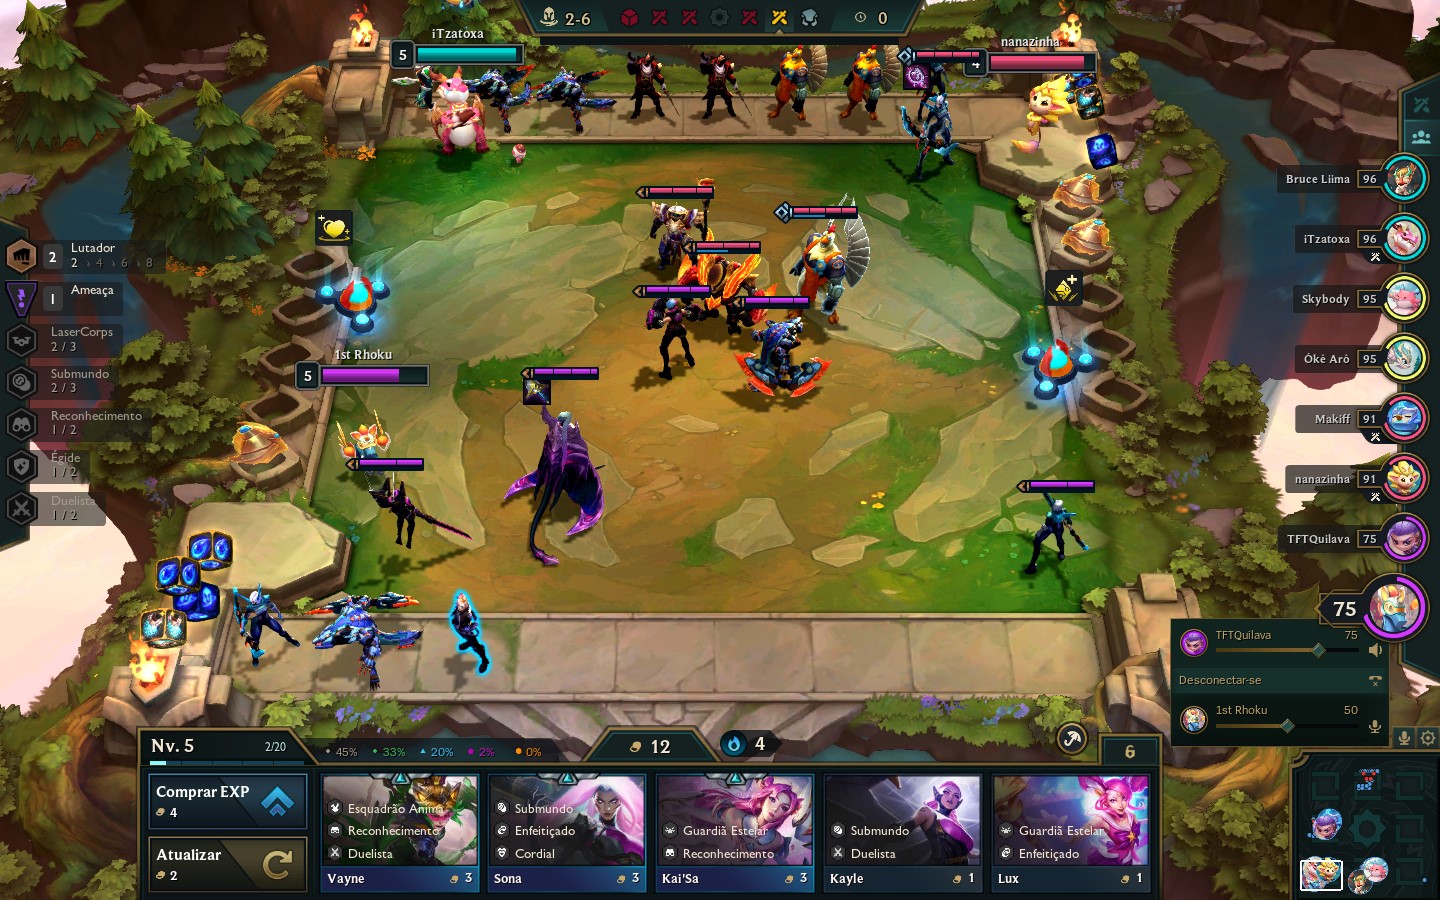 2-6
0
iTzatoxa
5
nanazinha
4
Bruce Liima 96
iTzatoxa 96
Skybody 95
Ókê Arô 95
Makiff 91
nanazinha 91
TFTQuilava 75
75
2 Lutador
2 › 4 › 6 › 8
1 Ameaça
LaserCorps
2 / 3
Submundo
2 / 3
Reconhecimento
1 / 2
Égide
1 / 2
Duelista
1 / 2
1st Rhoku
5
TFTQuilava 75
Desconectar-se
1st Rhoku 50
Nv. 5 2/20
45% 33% 20% 2% 0%
12
4
6
Comprar EXP
4
Atualizar
2
Esquadrão Anima
Reconhecimento
Duelista
Vayne 3
Submundo
Enfeitiçado
Cordial
Sona 3
Guardiã Estelar
Reconhecimento
Kai'Sa 3
Submundo
Duelista
Kayle 1
Guardiã Estelar
Enfeitiçado
Lux 1